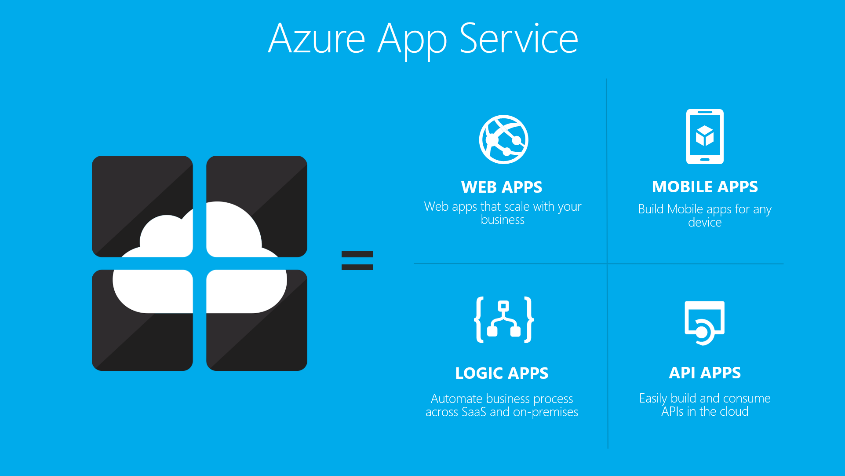 Azure App Service
=
WEB APPS
Web apps that scale with your
business
MOBILE APPS
Build Mobile apps for any
device
LOGIC APPS
Automate business process
across SaaS and on-premises
API APPS
Easily build and consume
APIs in the cloud